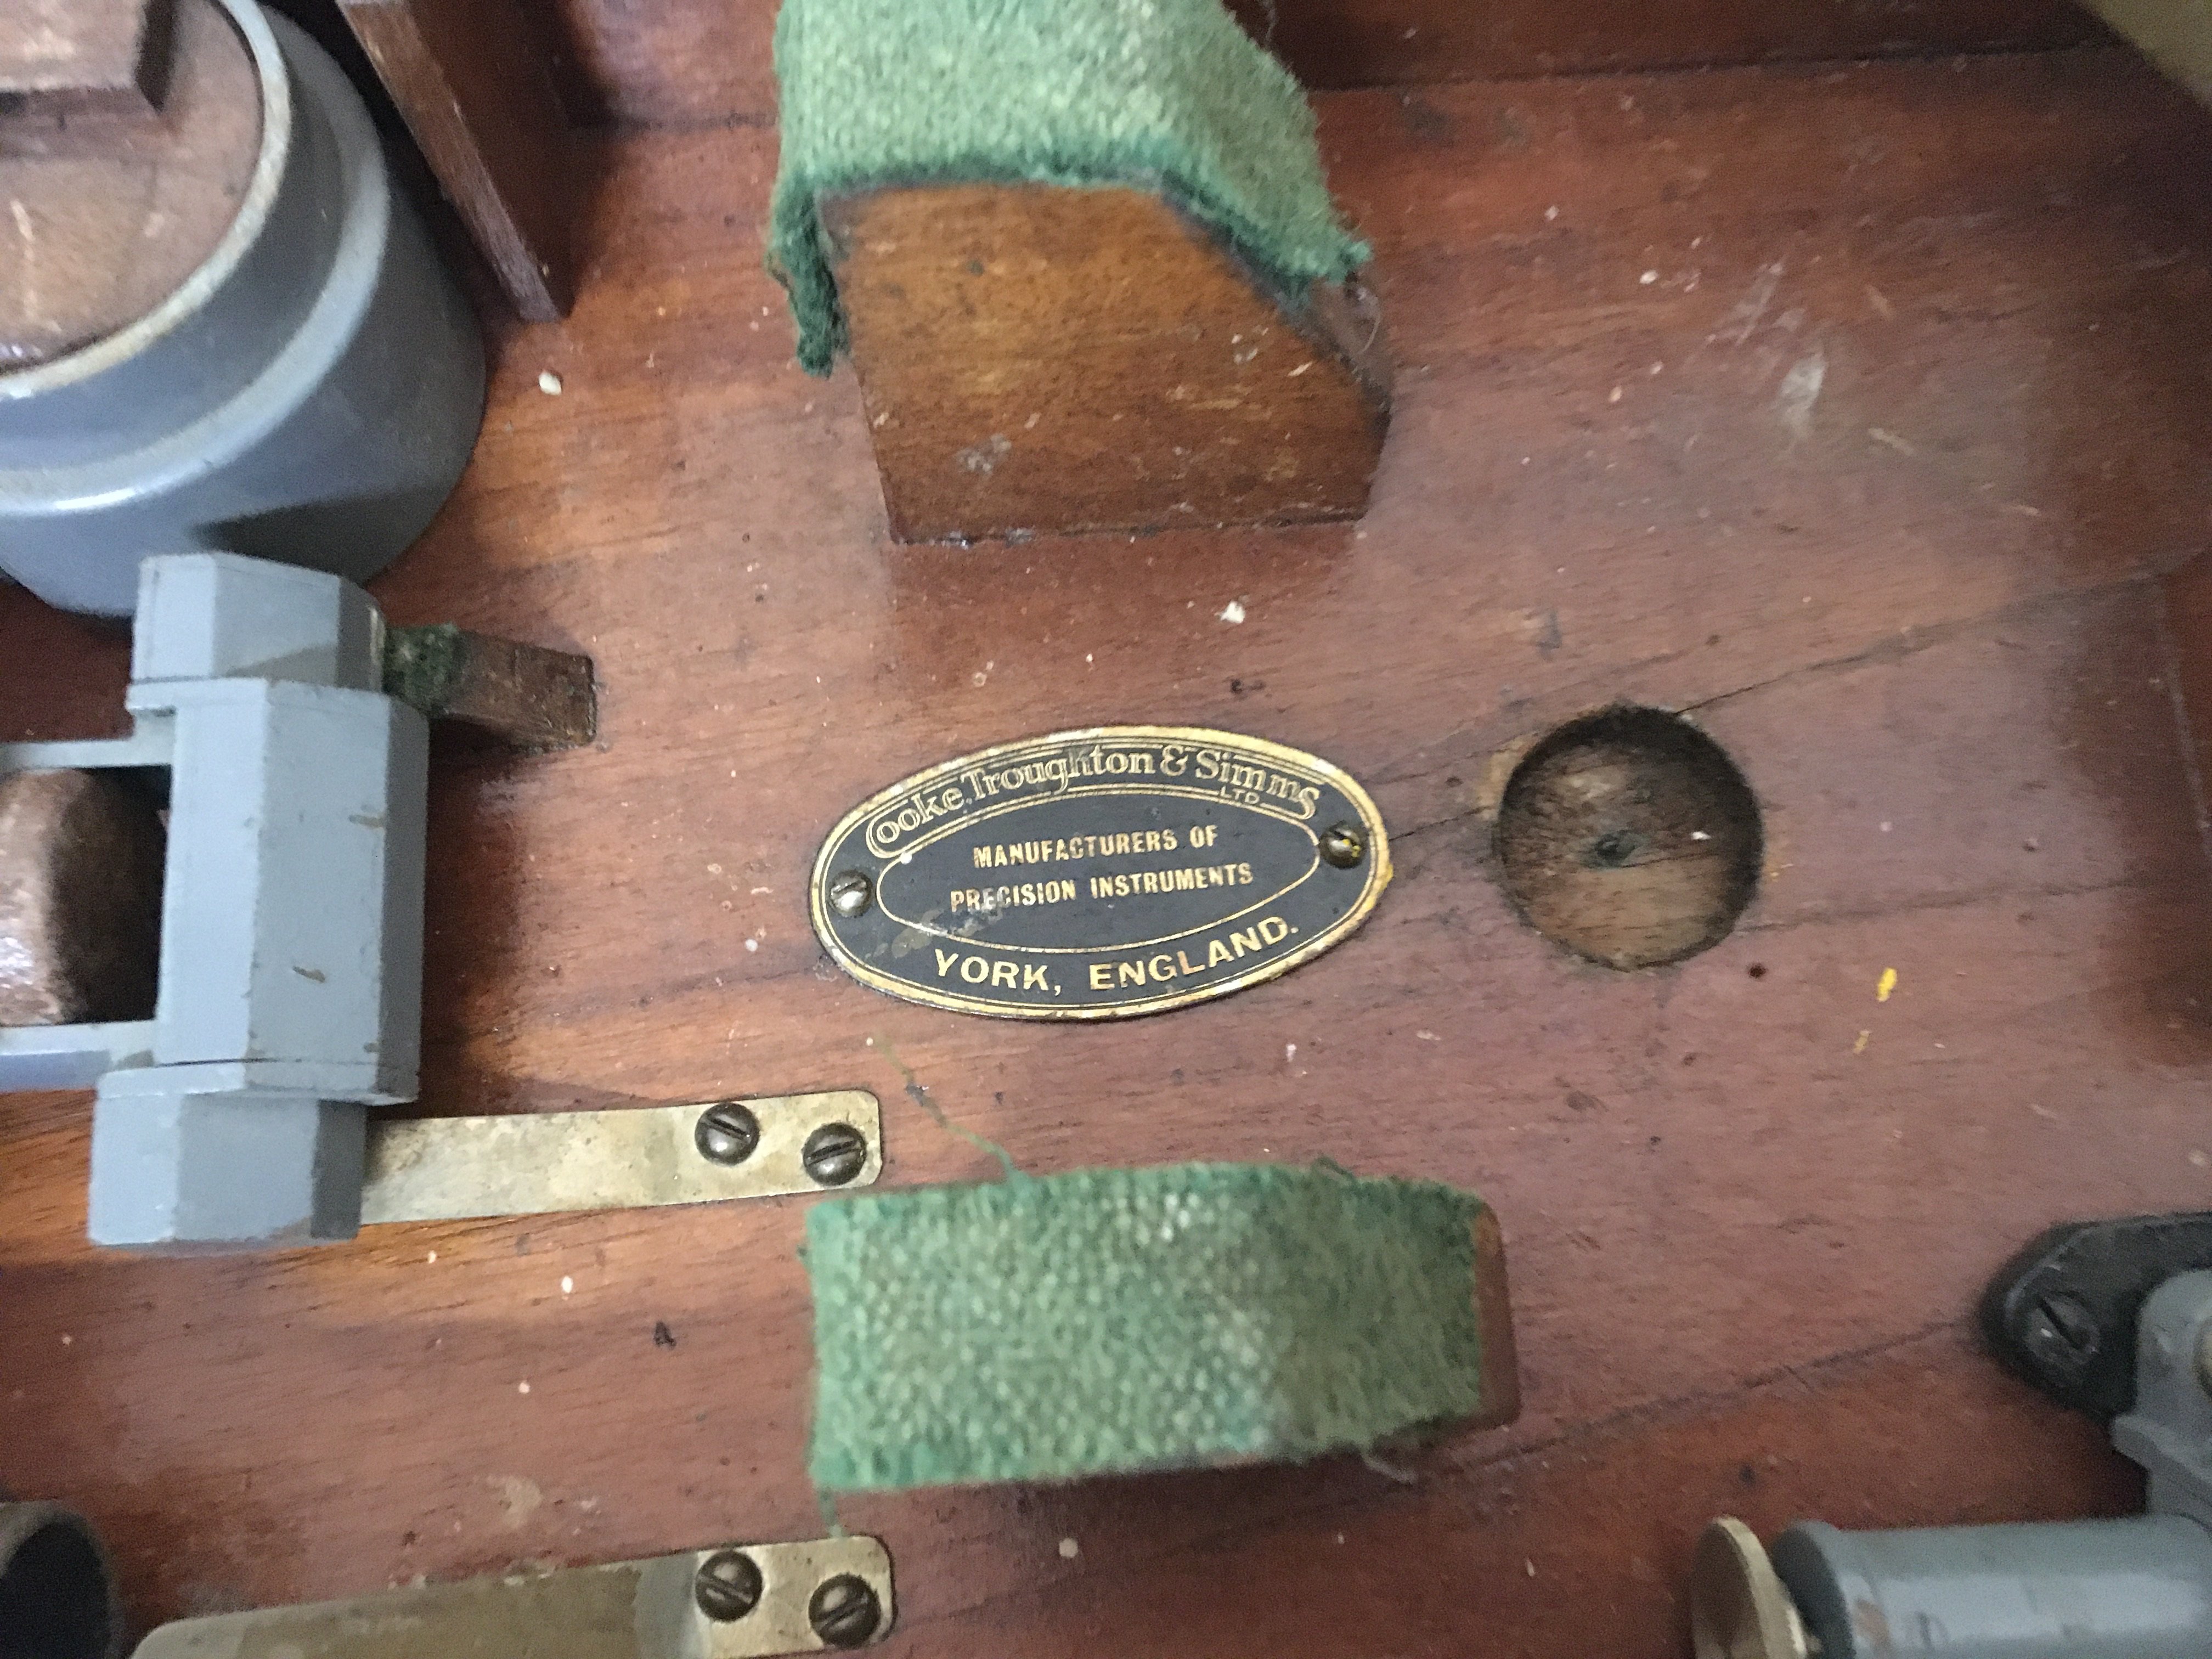 Cooke, Troughton & Simms
LTD
MANUFACTURERS OF
PRECISION INSTRUMENTS
YORK, ENGLAND.